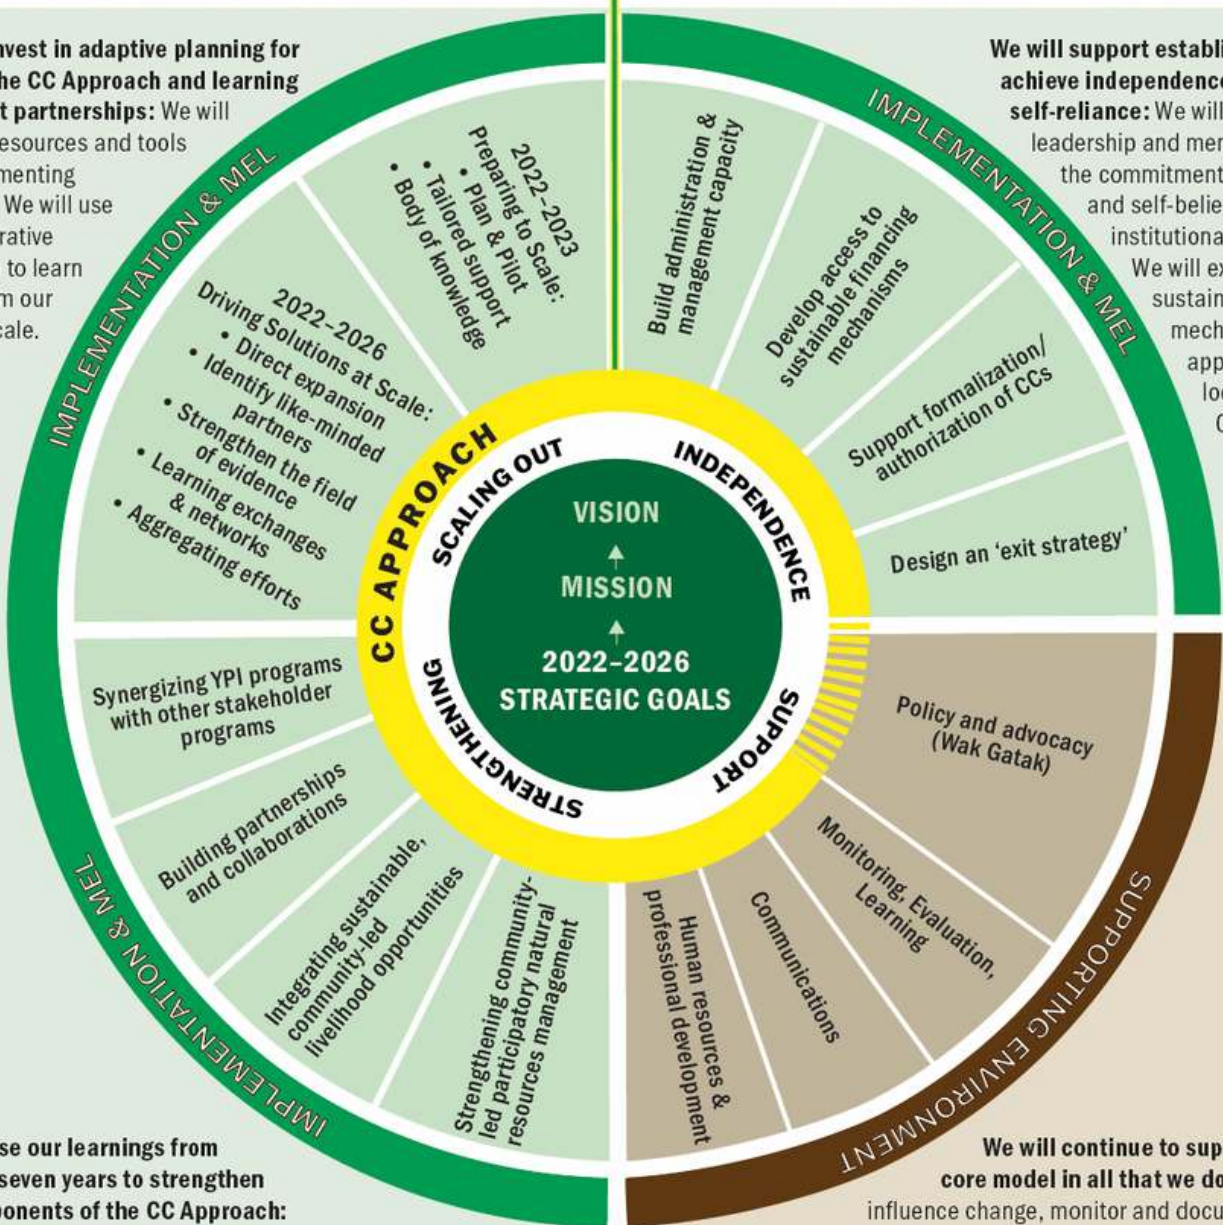 nvest in adaptive planning for
he CC Approach and learning
t partnerships: We will
esources and tools
menting
We will use
rative
to learn
m our
cale.
We will support establi
achieve independence
self-reliance: We will
leadership and mer
the commitment
and self-belie
institutiona
We will ex
sustain
mech
app
loc
IMPLEMENTATION & MEL
2022–2023
Preparing to Scale:
• Plan & Pilot
• Tailored support
• Body of knowledge
2022–2026
Driving Solutions at Scale:
• Direct expansion
• Identify like-minded
partners
• Strengthen the field
of evidence
• Learning exchanges
& networks
• Aggregating efforts
IMPLEMENTATION & MEL
Build administration &
management capacity
Develop access to
sustainable financing
mechanisms
Support formalization/
authorization of CCs
Design an ‘exit strategy’
CC APPROACH
SCALING OUT
INDEPENDENCE
SUPPORT
STRENGTHENING
VISION
MISSION
2022–2026
STRATEGIC GOALS
Synergizing YPI programs
with other stakeholder
programs
Building partnerships
and collaborations
Integrating sustainable,
community-led
livelihood opportunities
Strengthening community-
led participatory natural
resources management
IMPLEMENTATION & MEL
Policy and advocacy
(Wak Gatak)
Monitoring, Evaluation,
Learning
Communications
Human resources &
professional development
SUPPORTING ENVIRONMENT
se our learnings from
seven years to strengthen
ponents of the CC Approach:
We will continue to sup
core model in all that we do
influence change, monitor and docu